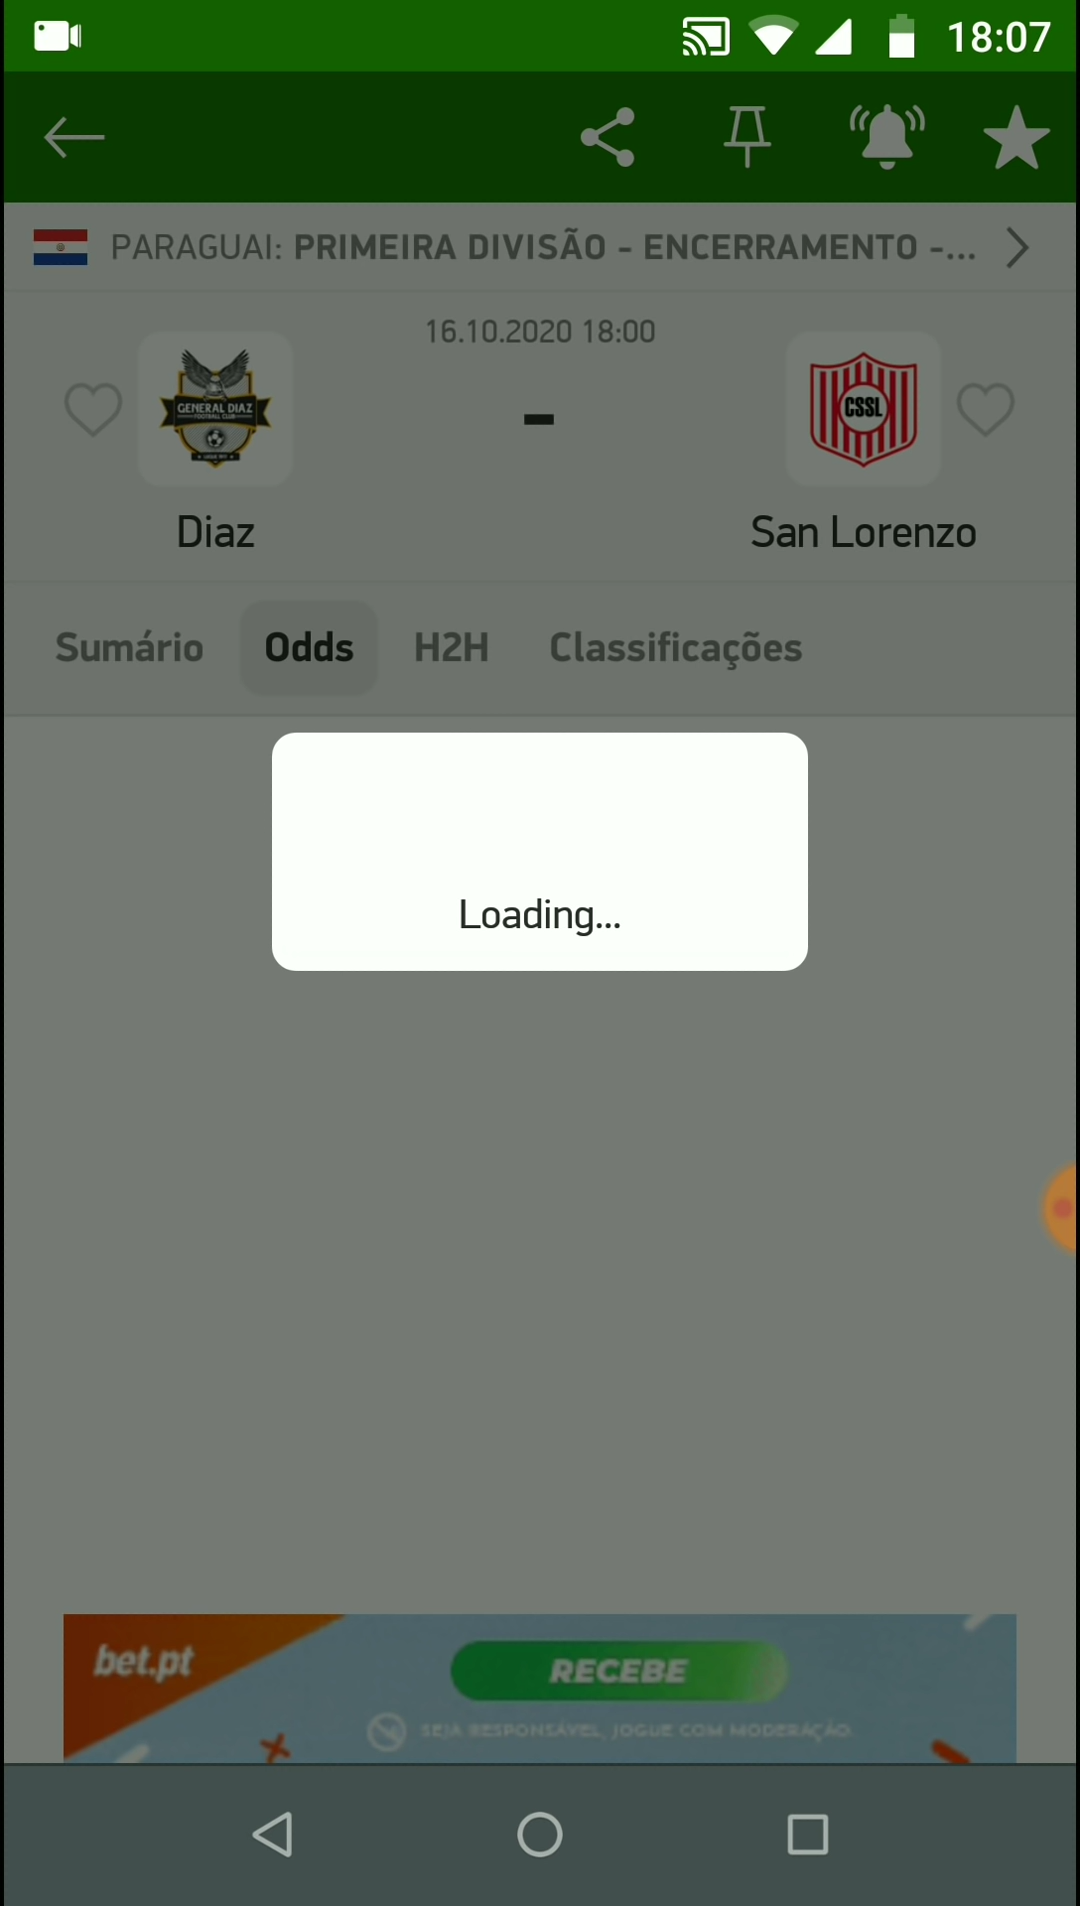 18:07
PARAGUAI: PRIMEIRA DIVISÃO - ENCERRAMENTO -...
16.10.2020 18:00
GENERAL DIAZ
FOOTBALL CLUB
-
CSSL
Diaz
San Lorenzo
Sumário
Odds
H2H
Classificações
Loading...
bet.pt
RECEBE
SEJA RESPONSÁVEL, JOGUE COM MODERAÇÃO.